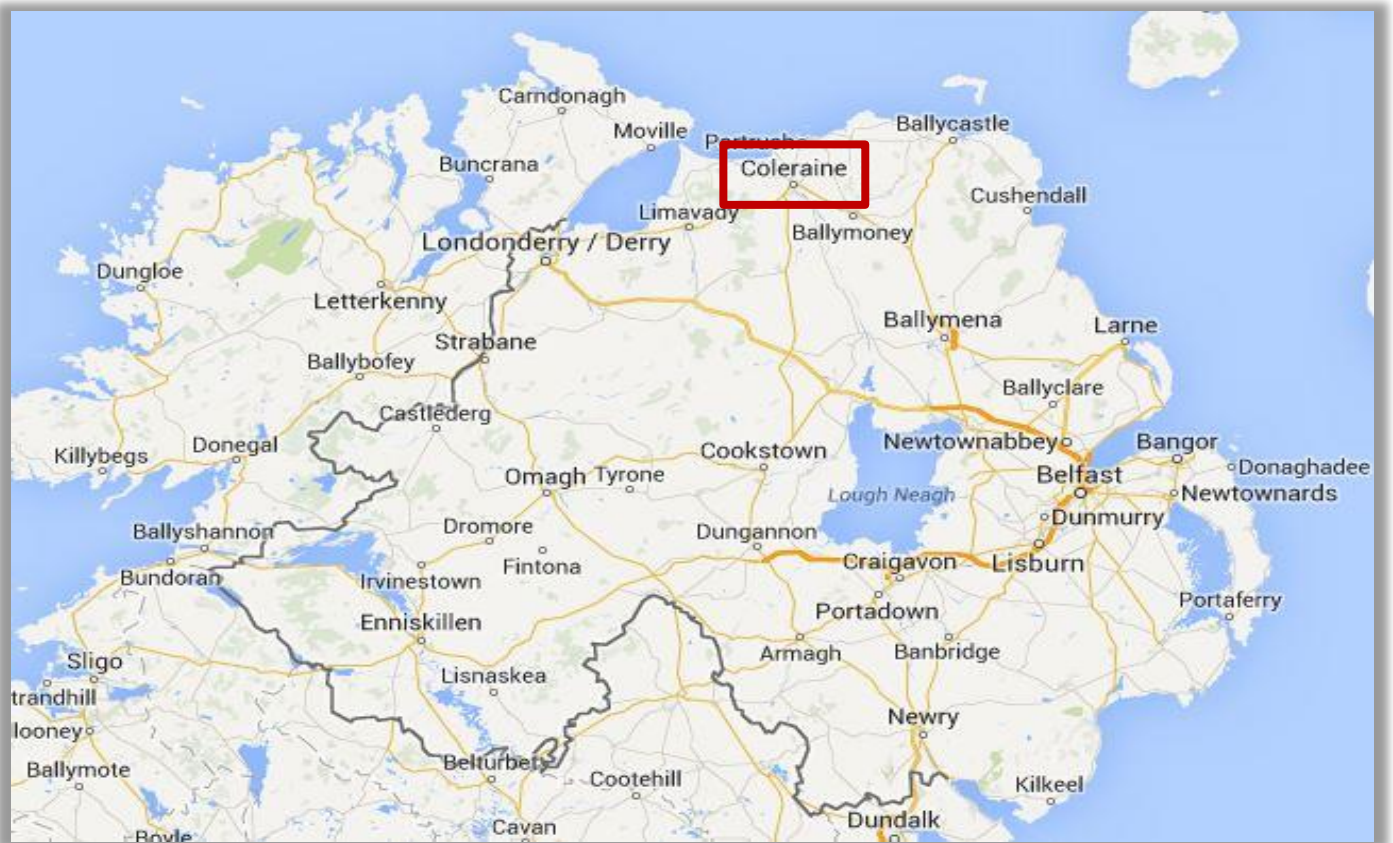 Carndonagh
Moville
Portrushe
Ballycastle
Buncrana
Coleraine
Cushendall
Limavady
Ballymoney
Londonderry / Derry
Dungloe
Letterkenny
Ballymena
Larne
Strabane
Ballybofey
Ballyclare
Castlederg
Killybegs
Donegal
Cookstown
Newtownabbey
Bangor
Omagh
Tyrone
Belfast
Donaghadee
Lough Neagh
Newtownards
Dromore
Dungannon
Dunmurry
Ballyshannon
Fintona
Craigavon
Lisburn
Bundoran
Irvinestown
Portadown
Portaferry
Enniskillen
Armagh
Banbridge
Sligo
Lisnaskea
trandhill
looney
Newry
Ballymote
Belturbet
Cootehill
Kilkeel
Cavan
Dundalk
Boyle